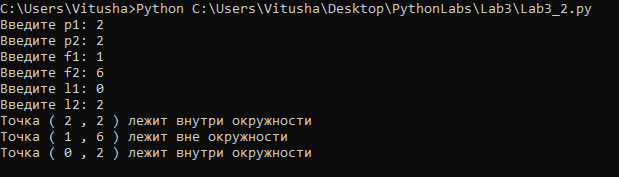 C:\Users\Vitusha>Python C:\Users\Vitusha\Desktop\PythonLabs\Lab3\Lab3_2.py
Введите p1: 2
Введите p2: 2
Введите f1: 1
Введите f2: 6
Введите l1: 0
Введите l2: 2
Точка ( 2 , 2 ) лежит внутри окружности
Точка ( 1 , 6 ) лежит вне окружности
Точка ( 0 , 2 ) лежит внутри окружности